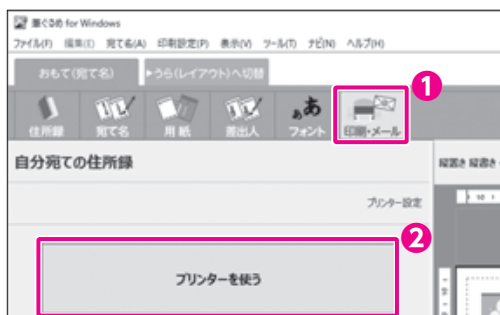 筆ぐるめ for Windows
ファイル(F) 編集(E) 宛て名(A) 印刷設定(P) 表示(V) ツール(T) ナビ(N) ヘルプ(H)
おもて(宛て名) ▶うら(レイアウト)へ切替
1
住所録 宛て名 用紙 差出人 フォント 印刷・メール
自分宛ての住所録
縦置き 縦書き
プリンター設定
2
プリンターを使う